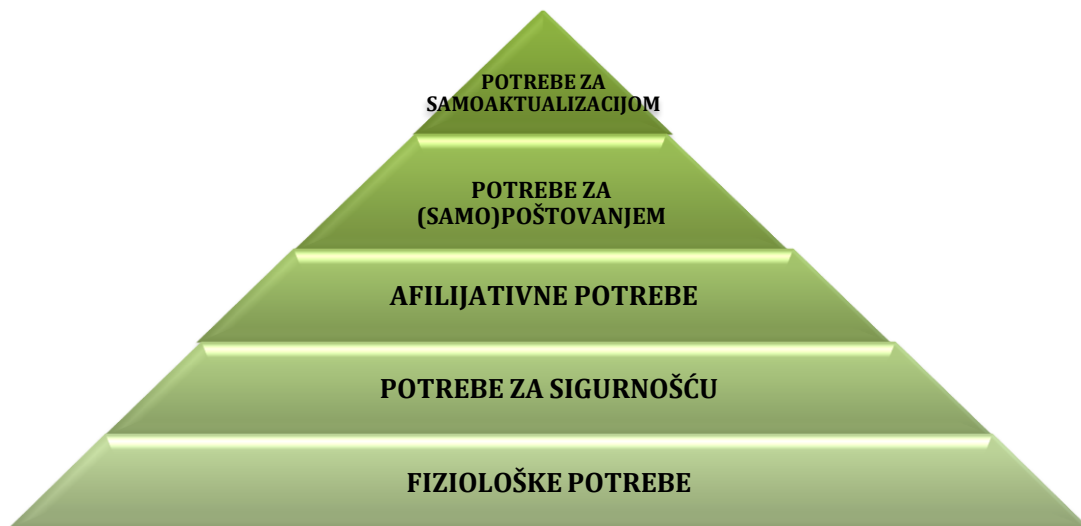 POTREBE ZA
SAMOAKTUALIZACIJOM
POTREBE ZA
(SAMO)POŠTOVANJEM
AFILIJATIVNE POTREBE
POTREBE ZA SIGURNOŠĆU
FIZIOLOŠKE POTREBE